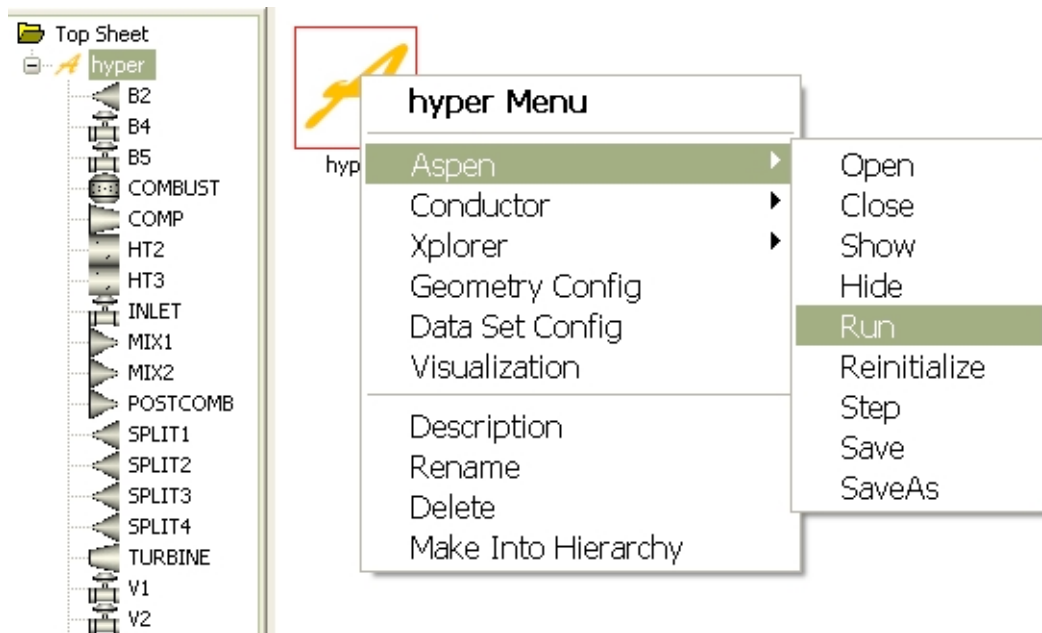 Top Sheet
hyper
B2
B4
B5
COMBUST
COMP
HT2
HT3
INLET
MIX1
MIX2
POSTCOMB
SPLIT1
SPLIT2
SPLIT3
SPLIT4
TURBINE
V1
V2
hyp
hyper Menu
Aspen
Conductor
Xplorer
Geometry Config
Data Set Config
Visualization
Description
Rename
Delete
Make Into Hierarchy
Open
Close
Show
Hide
Run
Reinitialize
Step
Save
SaveAs